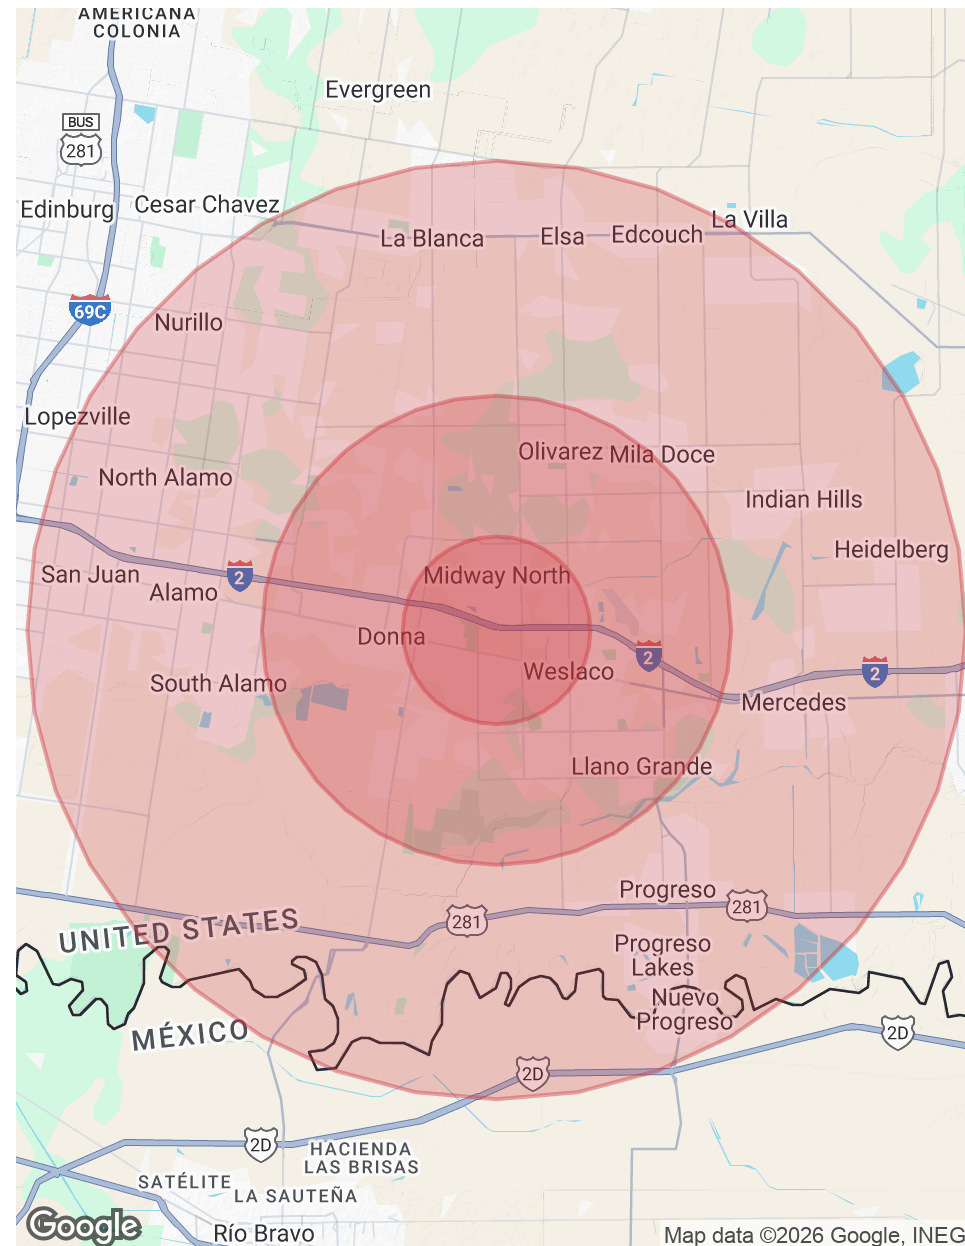 AMERICANA
COLONIA
Evergreen
BUS
281
Edinburg
Cesar Chavez
La Villa
La Blanca
Elsa
Edcouch
69C
Nurillo
Lopezville
Olivarez
Mila Doce
North Alamo
Indian Hills
Heidelberg
San Juan
2
Midway North
Alamo
Donna
2
Weslaco
2
South Alamo
Mercedes
Llano Grande
Progreso
281
281
UNITED STATES
Progreso
Lakes
Nuevo
Progreso
MÉXICO
2D
2D
2D
HACIENDA
LAS BRISAS
SATÉLITE
LA SAUTEÑA
Río Bravo
Google
Map data ©2026 Google, INEG